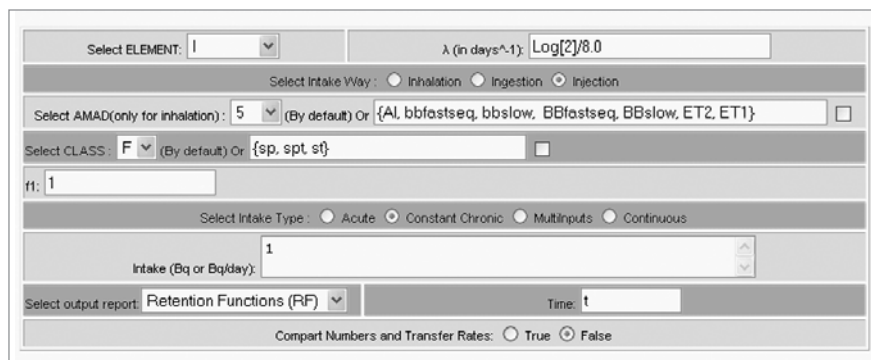 Select ELEMENT: I λ (in days^-1): Log[2]/8.0
Select Intake Way : Inhalation Ingestion Injection
Select AMAD(only for inhalation) : 5 (By default) Or {AI, bbfastseq, bbslow, BBfastseq, BBslow, ET2, ET1}
Select CLASS : F (By default) Or {sp, spt, st}
f1: 1
Select Intake Type : Acute Constant Chronic MultiInputs Continuous
Intake (Bq or Bq/day): 1
Select output report: Retention Functions (RF) Time: t
Compart Numbers and Transfer Rates: True False